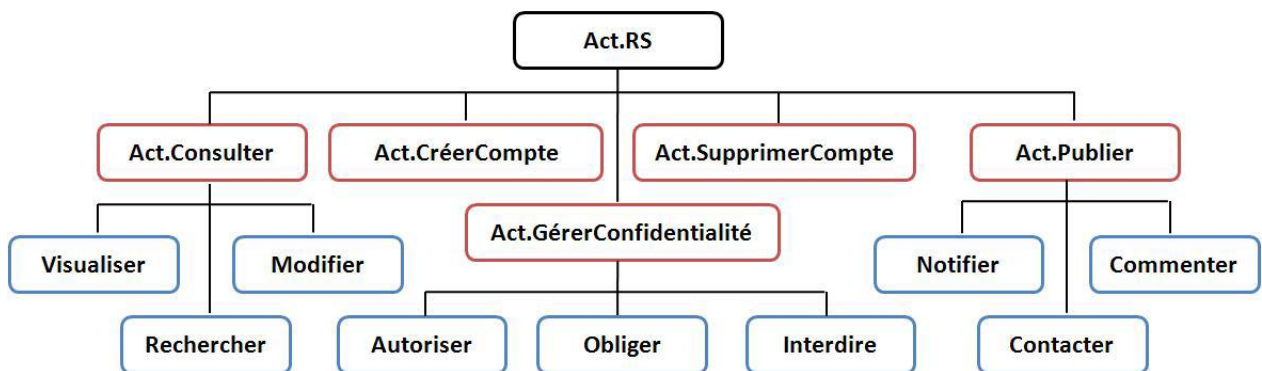 Act.RS
Act.Consulter
Act.CréerCompte
Act.SupprimerCompte
Act.Publier
Act.GérerConfidentialité
Visualiser
Modifier
Notifier
Commenter
Rechercher
Autoriser
Obliger
Interdire
Contacter